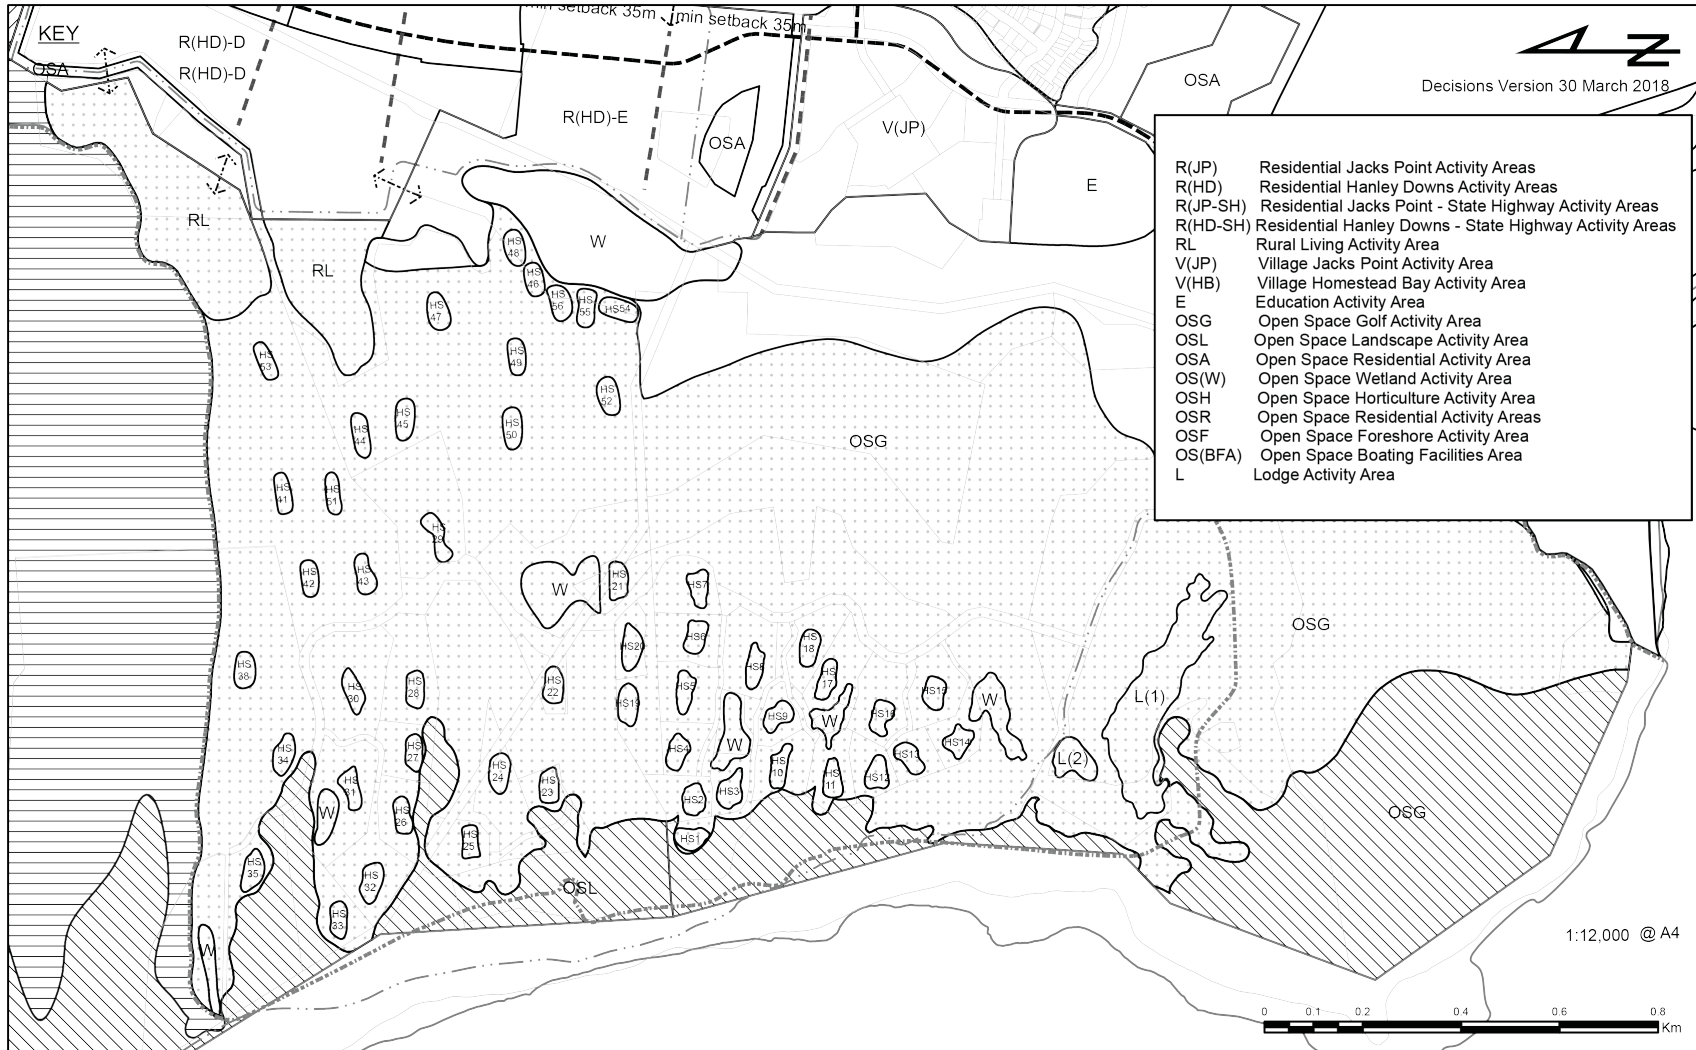 min setback 35m
min setback 35m
KEY
R(HD)-D
OSA
R(HD)-D
OSA
Decisions Version 30 March 2018
N
R(HD)-E
V(JP)
OSA
E
R(JP) Residential Jacks Point Activity Areas
R(HD) Residential Hanley Downs Activity Areas
R(JP-SH) Residential Jacks Point - State Highway Activity Areas
R(HD-SH) Residential Hanley Downs - State Highway Activity Areas
RL Rural Living Activity Area
V(JP) Village Jacks Point Activity Area
V(HB) Village Homestead Bay Activity Area
E Education Activity Area
OSG Open Space Golf Activity Area
OSL Open Space Landscape Activity Area
OSA Open Space Residential Activity Area
OS(W) Open Space Wetland Activity Area
OSH Open Space Horticulture Activity Area
OSR Open Space Residential Activity Areas
OSF Open Space Foreshore Activity Area
OS(BFA) Open Space Boating Facilities Area
L Lodge Activity Area
RL
W
HS
48
RL
HS
46
HS
56
HS
55
HS54
HS
47
HS
53
HS
49
HS
52
HS
45
HS
44
HS
50
OSG
HS
41
HS
51
HS
29
HS
42
HS
43
W
HS
21
HS7
OSG
HS6
HS20
HS
18
HS
38
HS8
HS
17
HS
30
HS
28
HS
22
HS5
HS19
HS15
W
L(1)
HS9
W
HS16
HS
34
HS
27
HS4
W
HS14
HS13
L(2)
HS
24
HS
10
HS
31
HS
23
HS3
HS
11
HS12
HS2
W
HS
26
OSG
HS
25
HS1
HS
35
HS
32
OSL
HS
33
W
1:12,000 @ A4
0 0.1 0.2 0.4 0.6 0.8
Km